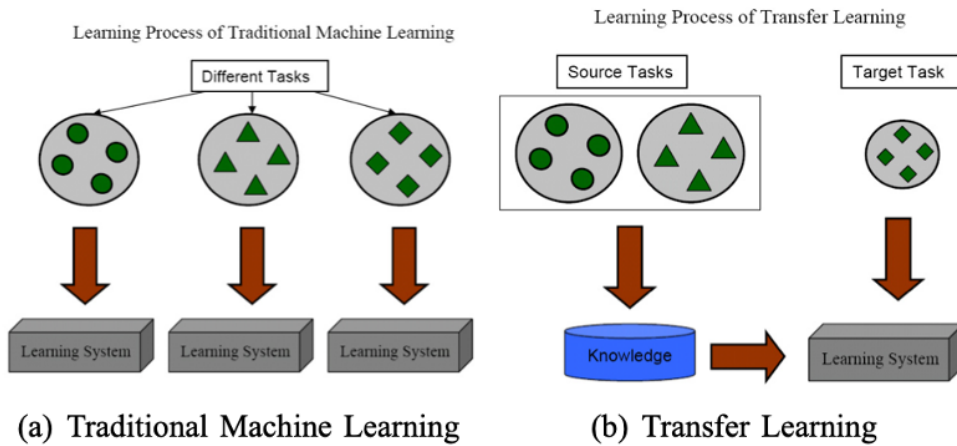 Learning Process of Traditional Machine Learning
Different Tasks
Learning System
Learning System
Learning System
(a) Traditional Machine Learning
Learning Process of Transfer Learning
Source Tasks
Target Task
Knowledge
Learning System
(b) Transfer Learning